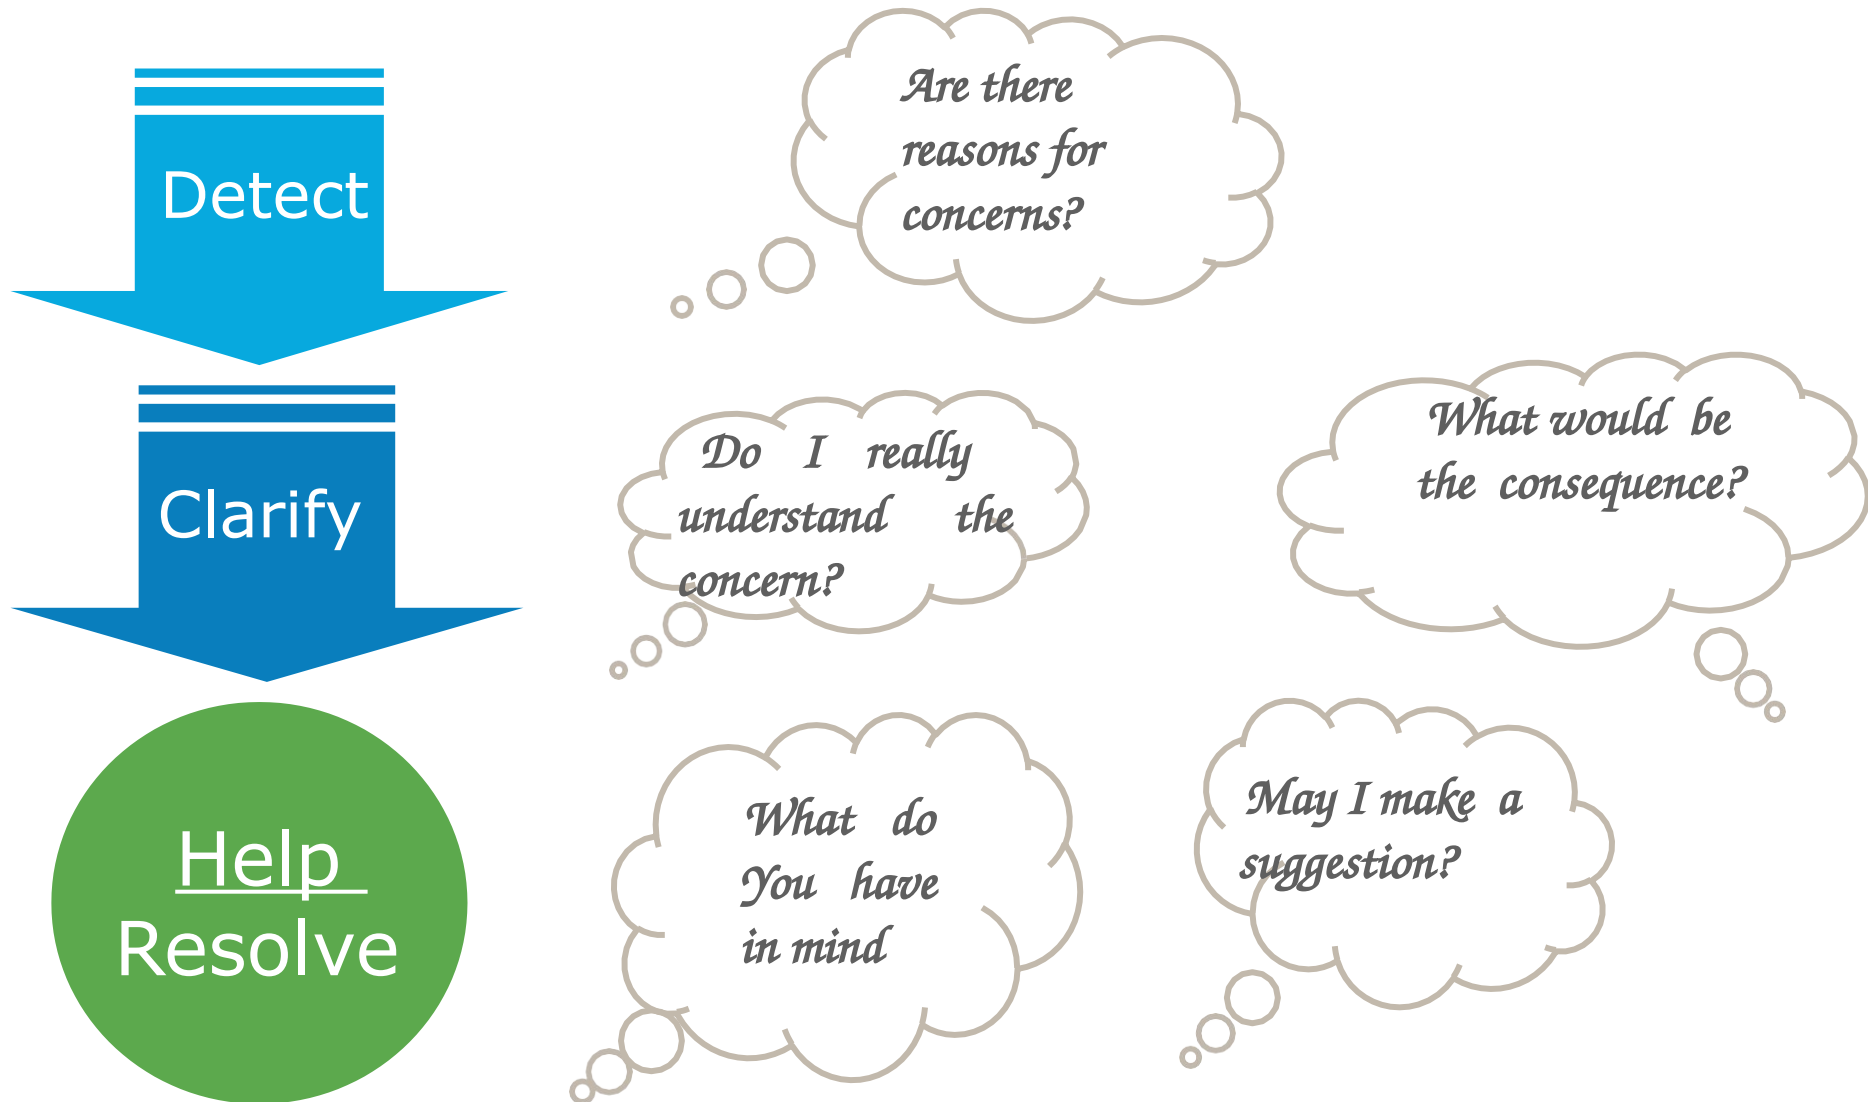 Detect
Are there
reasons for
concerns?
Clarify
Do I really
understand the
concern?
What would be
the consequence?
Help
Resolve
What do
You have
in mind
May I make a
suggestion?